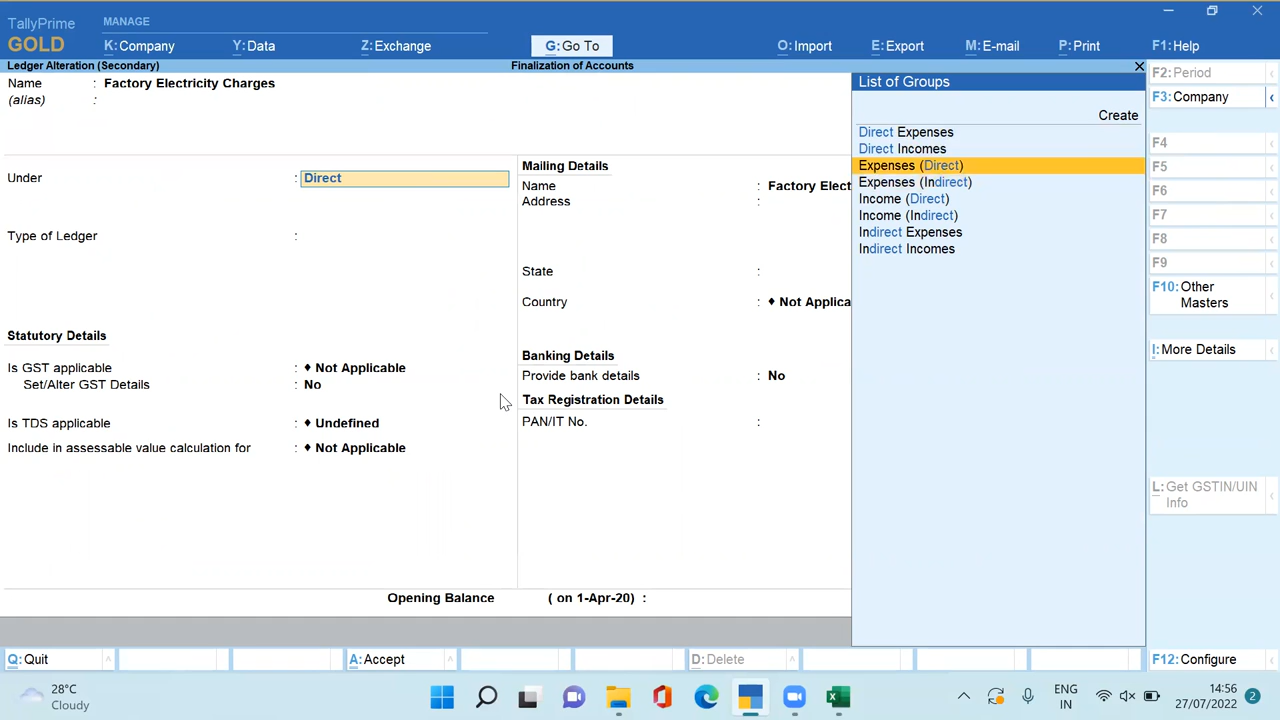 TallyPrime
GOLD
MANAGE
K:Company
Y:Data
Z:Exchange
G:Go To
O:Import
E:Export
M:E-mail
P:Print
F1:Help
Ledger Alteration (Secondary)
Finalization of Accounts
Name : Factory Electricity Charges
(alias) :
Under : Direct
Type of Ledger :
Statutory Details
Is GST applicable : ♦ Not Applicable
Set/Alter GST Details : No
Is TDS applicable : ♦ Undefined
Include in assessable value calculation for : ♦ Not Applicable
Mailing Details
Name : Factory Elect
Address :
State :
Country : ♦ Not Applica
Banking Details
Provide bank details : No
Tax Registration Details
PAN/IT No. :
Opening Balance ( on 1-Apr-20) :
List of Groups
Create
Direct Expenses
Direct Incomes
Expenses (Direct)
Expenses (Indirect)
Income (Direct)
Income (Indirect)
Indirect Expenses
Indirect Incomes
F2:Period
F3:Company
F4
F5
F6
F7
F8
F9
F10:Other
Masters
I:More Details
L:Get GSTIN/UIN
Info
Q:Quit
A:Accept
D:Delete
F12:Configure
28°C
Cloudy
ENG
IN
14:56
27/07/2022
2